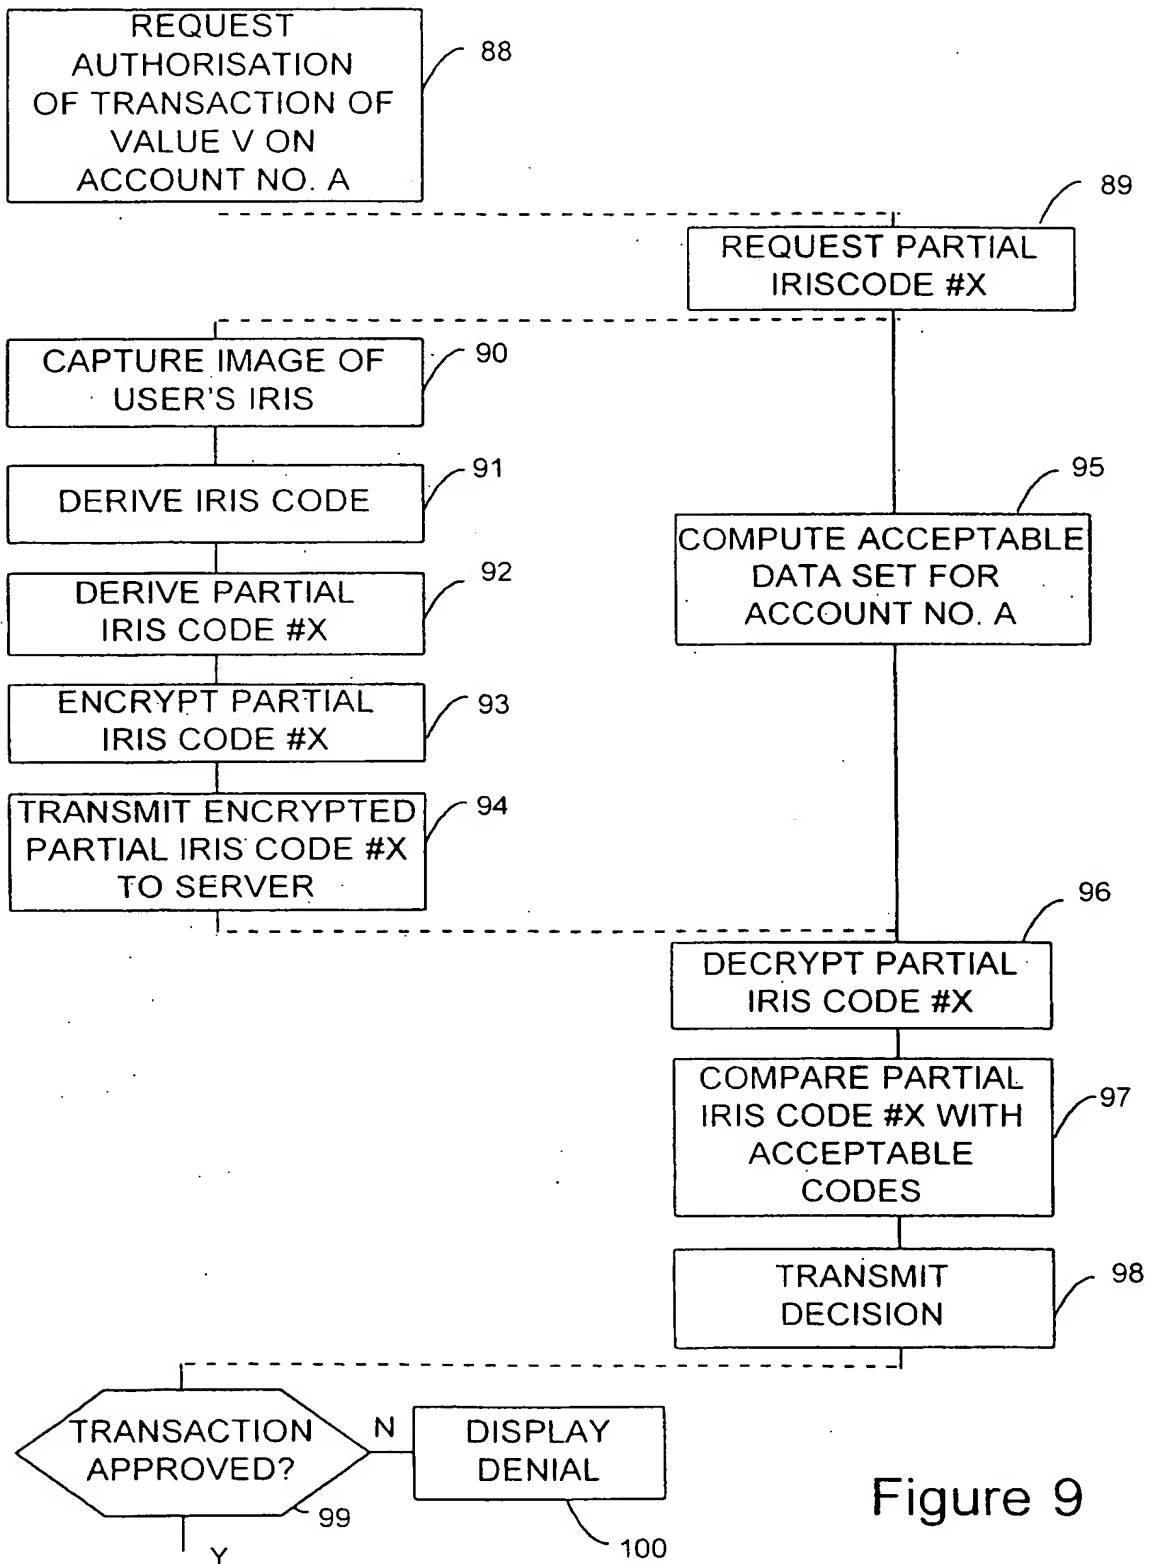 REQUEST
AUTHORISATION
OF TRANSACTION OF
VALUE V ON
ACCOUNT NO. A
88
89
REQUEST PARTIAL
IRISCODE #X
CAPTURE IMAGE OF
USER'S IRIS
90
DERIVE IRIS CODE
91
95
COMPUTE ACCEPTABLE
DATA SET FOR
ACCOUNT NO. A
DERIVE PARTIAL
IRIS CODE #X
92
ENCRYPT PARTIAL
IRIS CODE #X
93
TRANSMIT ENCRYPTED
PARTIAL IRIS CODE #X
TO SERVER
94
96
DECRYPT PARTIAL
IRIS CODE #X
COMPARE PARTIAL
IRIS CODE #X WITH
ACCEPTABLE
CODES
97
TRANSMIT
DECISION
98
TRANSACTION
APPROVED?
99
N
DISPLAY
DENIAL
100
Y
Figure 9